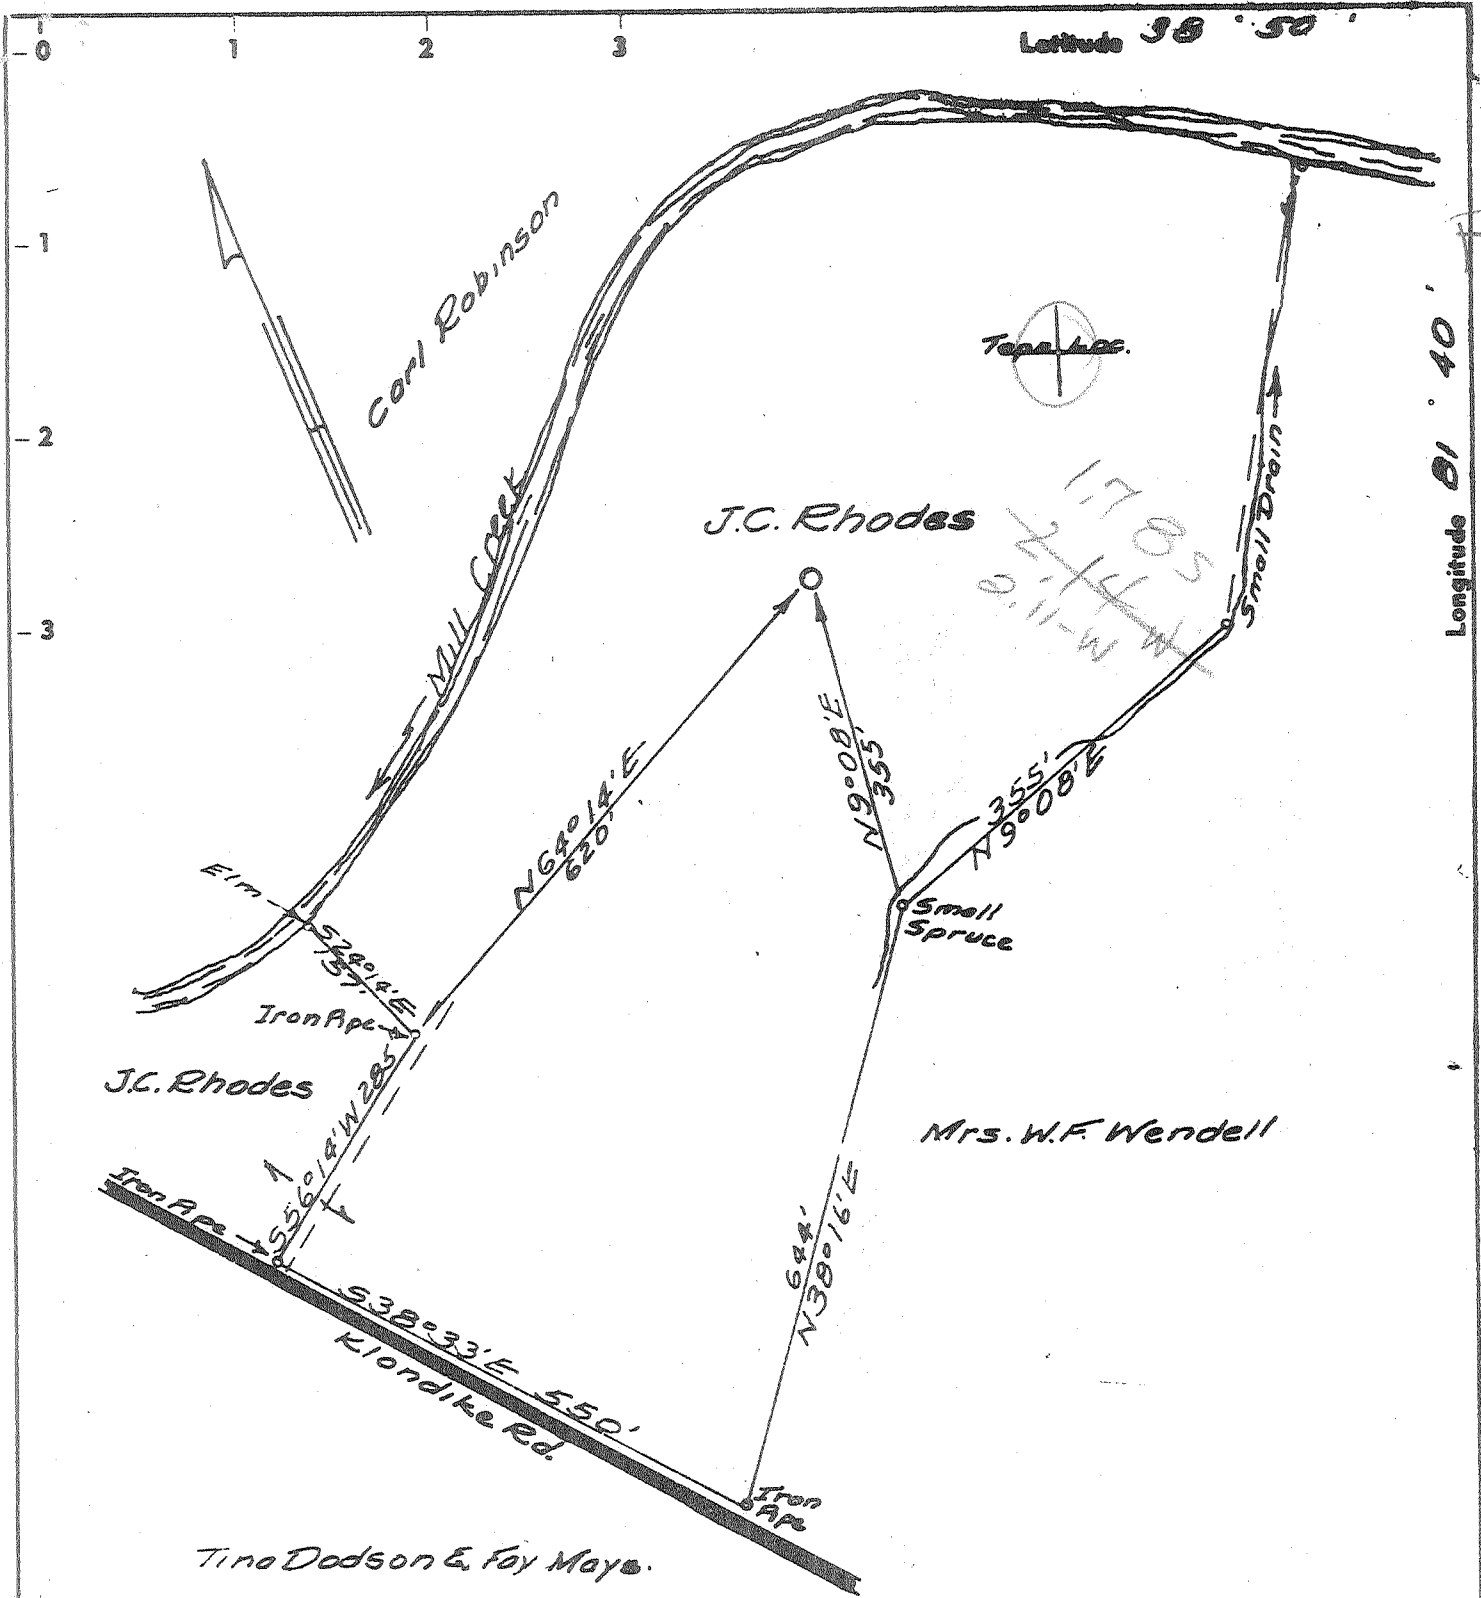 Latitude 38 ° 50 '
0
1
2
3
1
2
3
Longitude 81 ° 40 '
Carl Robinson
Topo Loc.
Mill Creek
J.C. Rhodes
Small Drain
N64°14'E
620'
N9°08'E
355'
355'
N9°08'E
Elm
S24°14'E
157'
Small
Spruce
Iron Pipe
J.C. Rhodes
S56°14'W 285
Mrs. W.F. Wendell
Iron Pipe
644'
N38°16'E
S38°33'E 550'
Klondike Rd.
Iron
Pipe
Tina Dodson & Foy Mays.